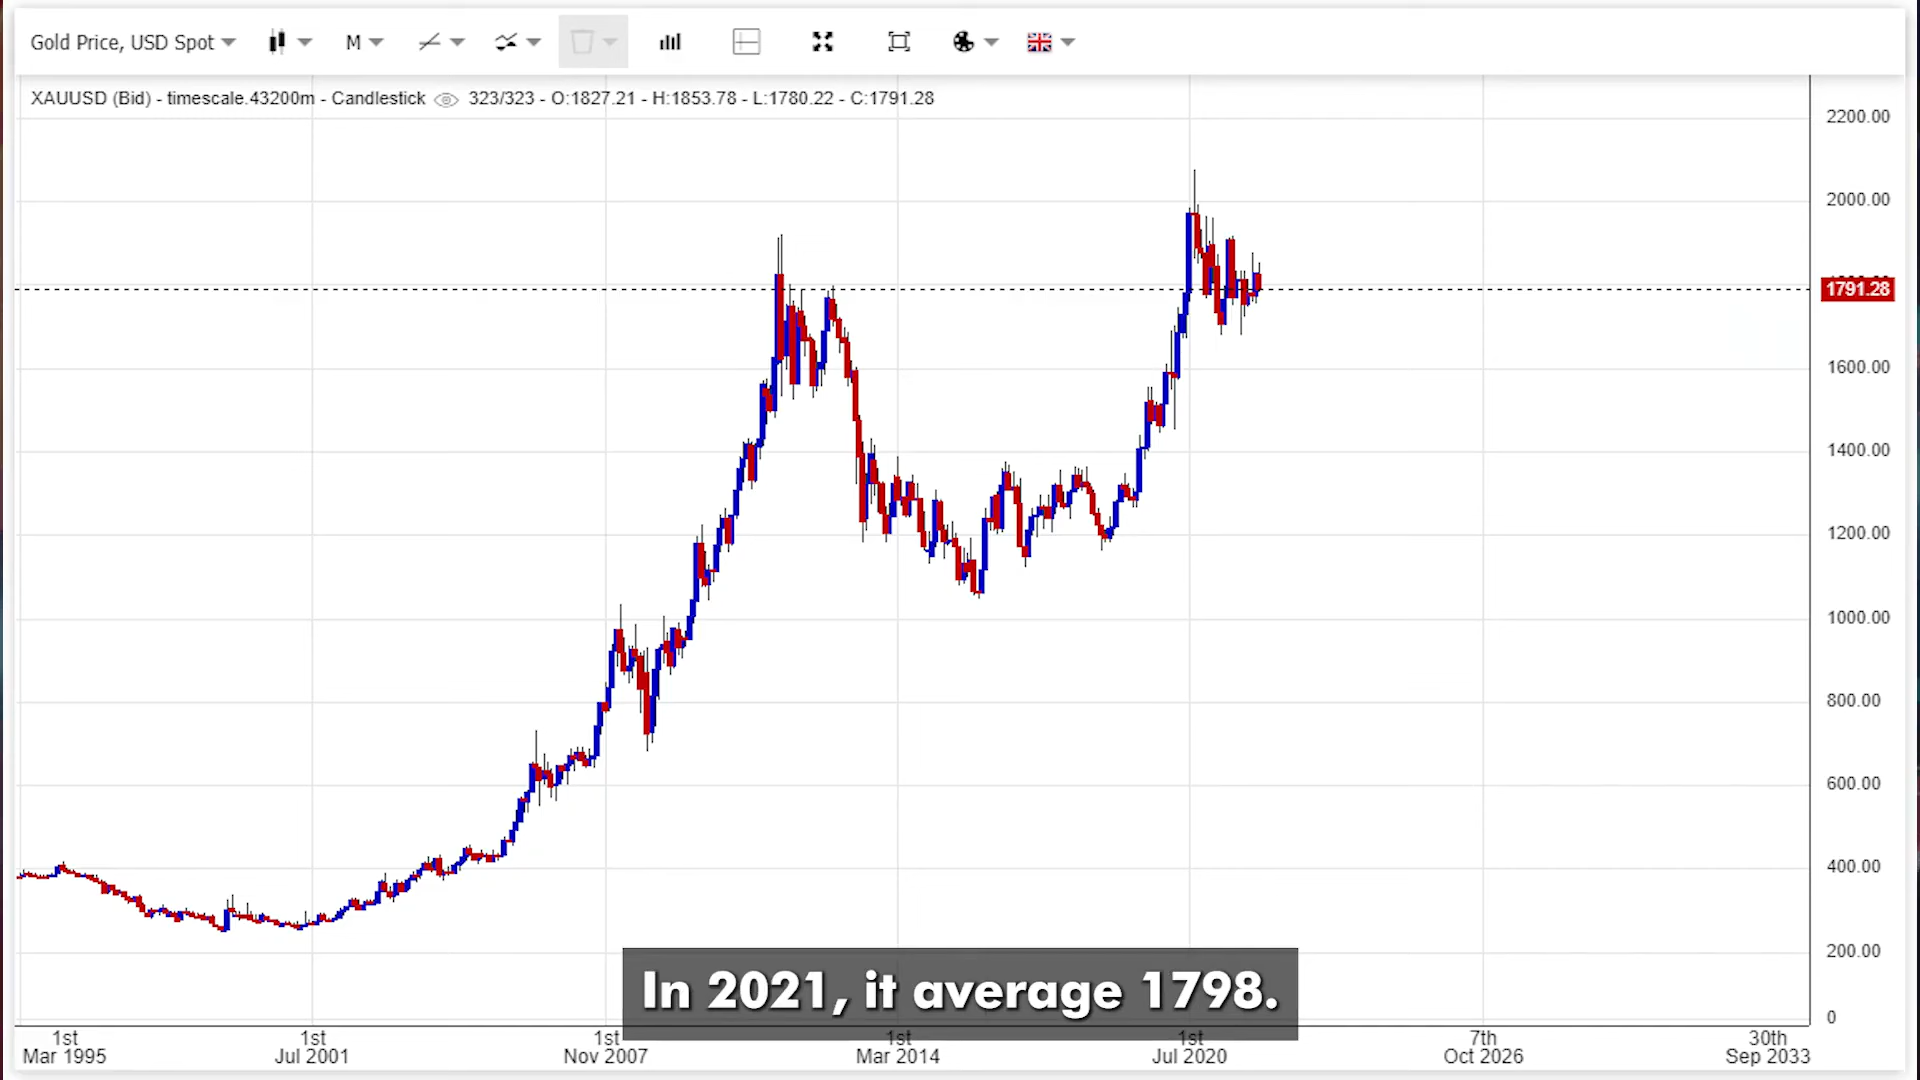 Gold Price, USD Spot M
XAUUSD (Bid) - timescale.43200m - Candlestick 323/323 - O:1827.21 - H:1853.78 - L:1780.22 - C:1791.28
2200.00
2000.00
1791.28
1600.00
1400.00
1200.00
1000.00
800.00
600.00
400.00
200.00
0
In 2021, it average 1798.
1st 1st 1st 1st 1st 7th 30th
Mar 1995 Jul 2001 Nov 2007 Mar 2014 Jul 2020 Oct 2026 Sep 2033